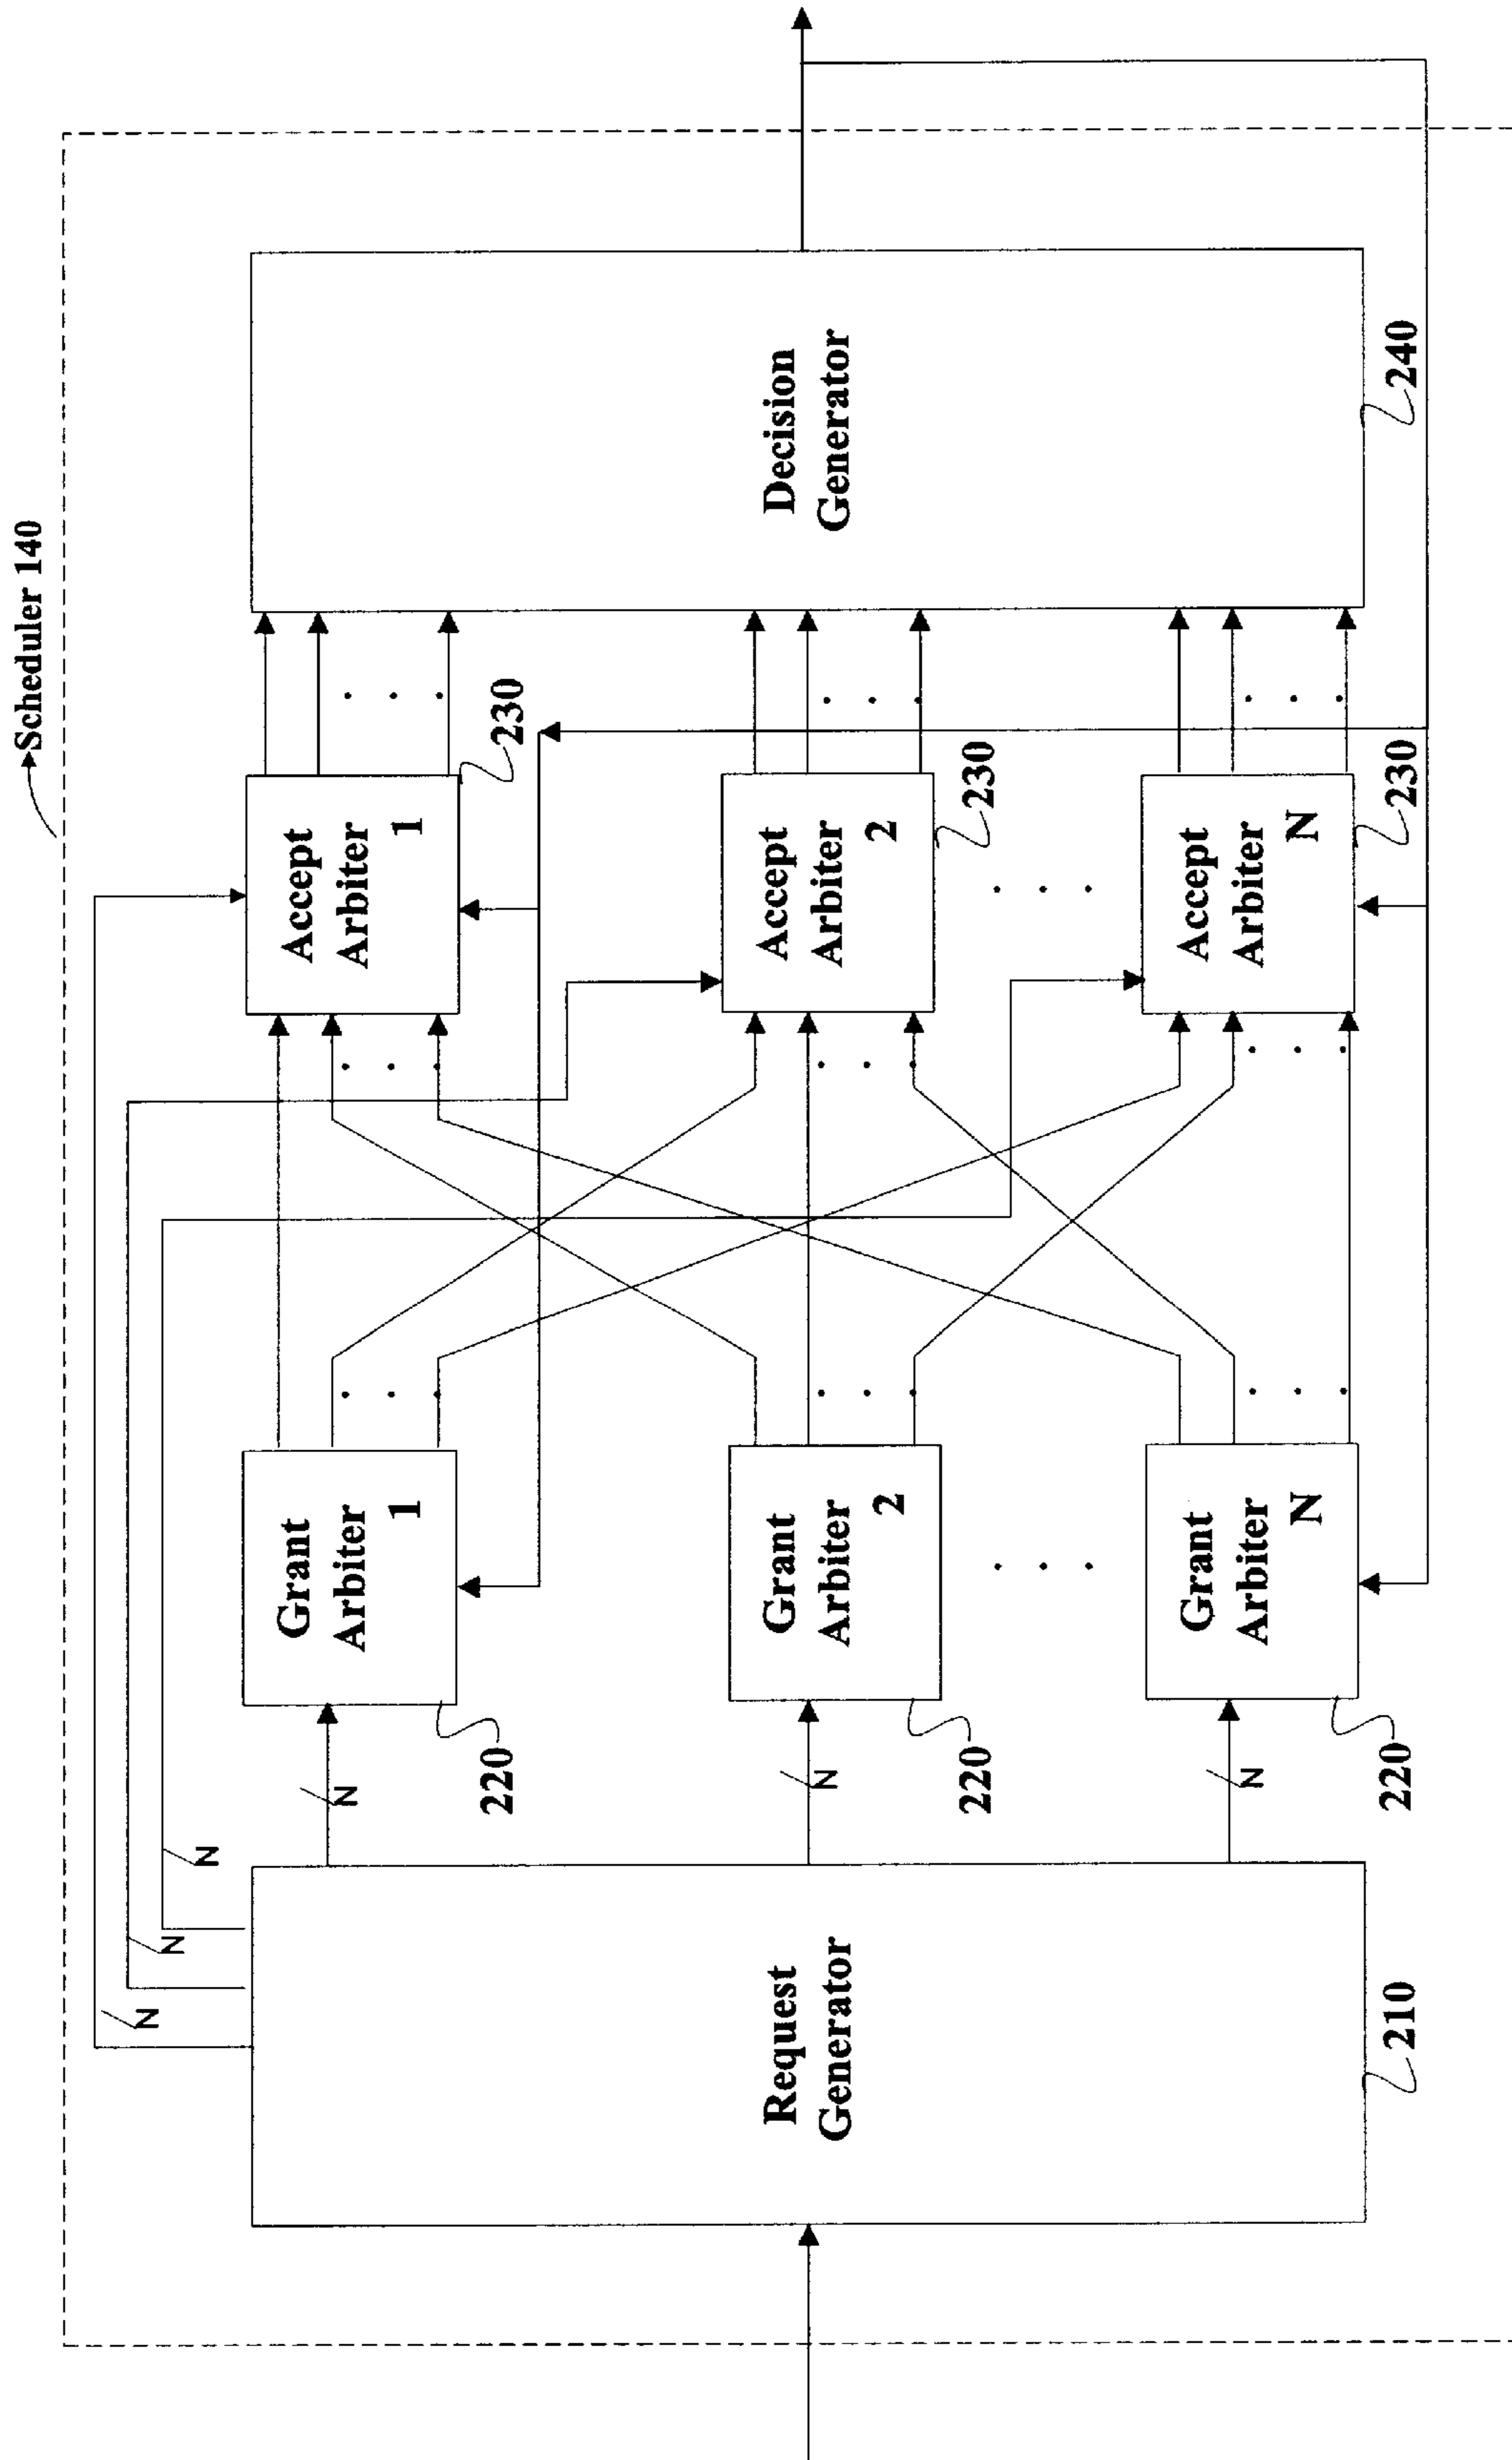 Scheduler 140
Request
Generator
210
N
N
N
N
N
N
Grant
Arbiter
1
220
Grant
Arbiter
2
220
. . .
Grant
Arbiter
N
220
Accept
Arbiter
1
230
Accept
Arbiter
2
230
. . .
Accept
Arbiter
N
230
Decision
Generator
240